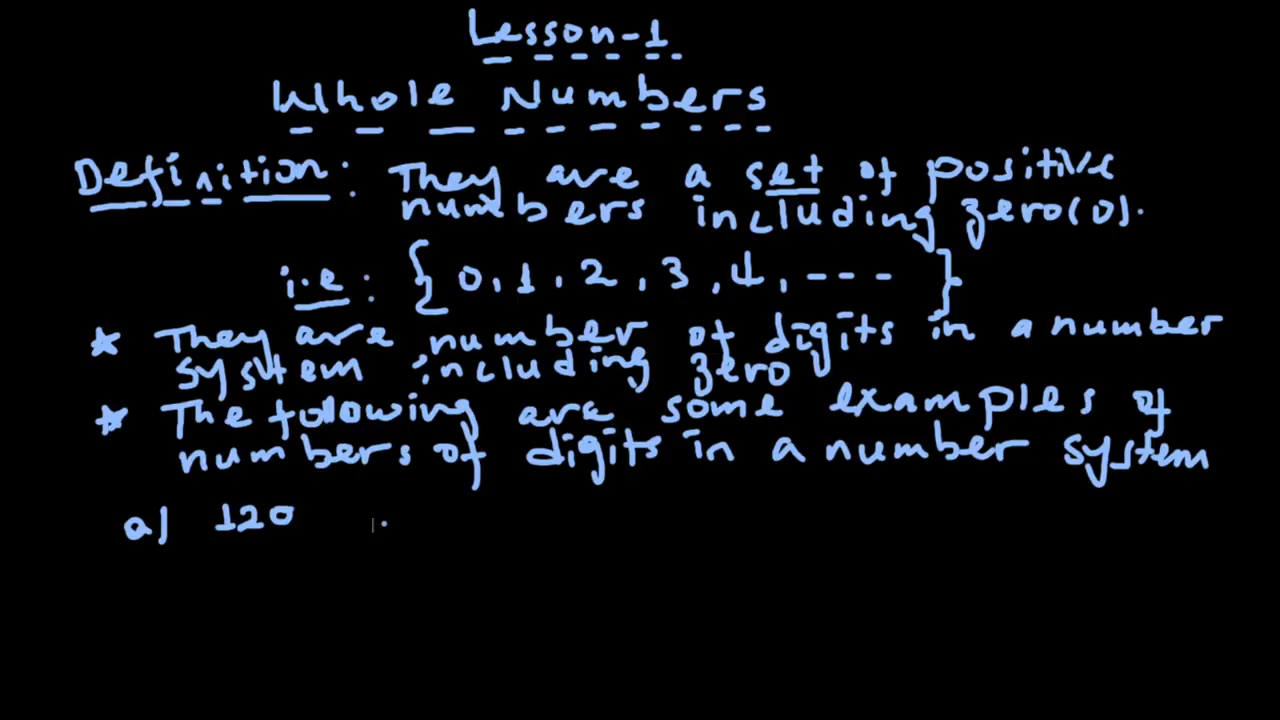 Lesson-1
Whole Numbers
Definition: They are a set of positive
numbers including zero(0).
i.e: { 0, 1, 2, 3, 4, --- }
* They are number of digits in a number
system including zero
* The following are some examples of
numbers of digits in a number system
a) 120